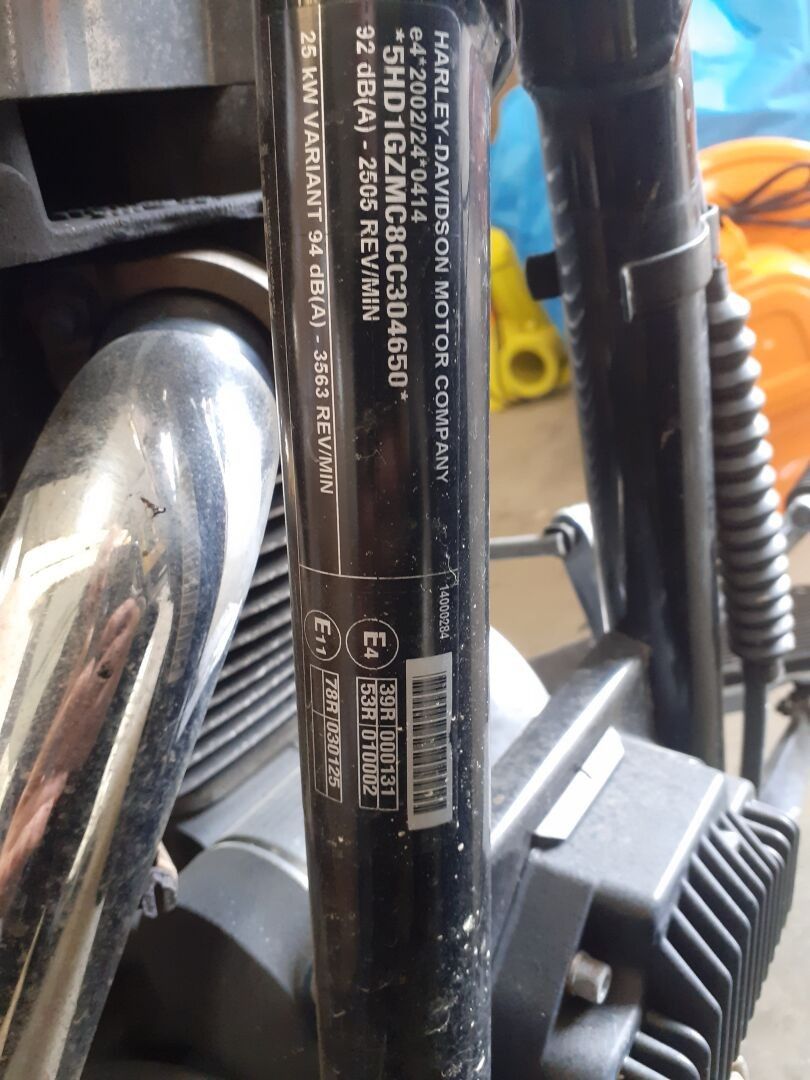 HARLEY-DAVIDSON MOTOR COMPANY
e4*2002/24*0414
*5HD1GZMC8CC304650*
92 dB(A) - 2505 REV/MIN
25 kW VARIANT 94 dB(A) - 3563 REV/MIN
14000284
E4
39R 000131
53R 010002
E11
78R 030125